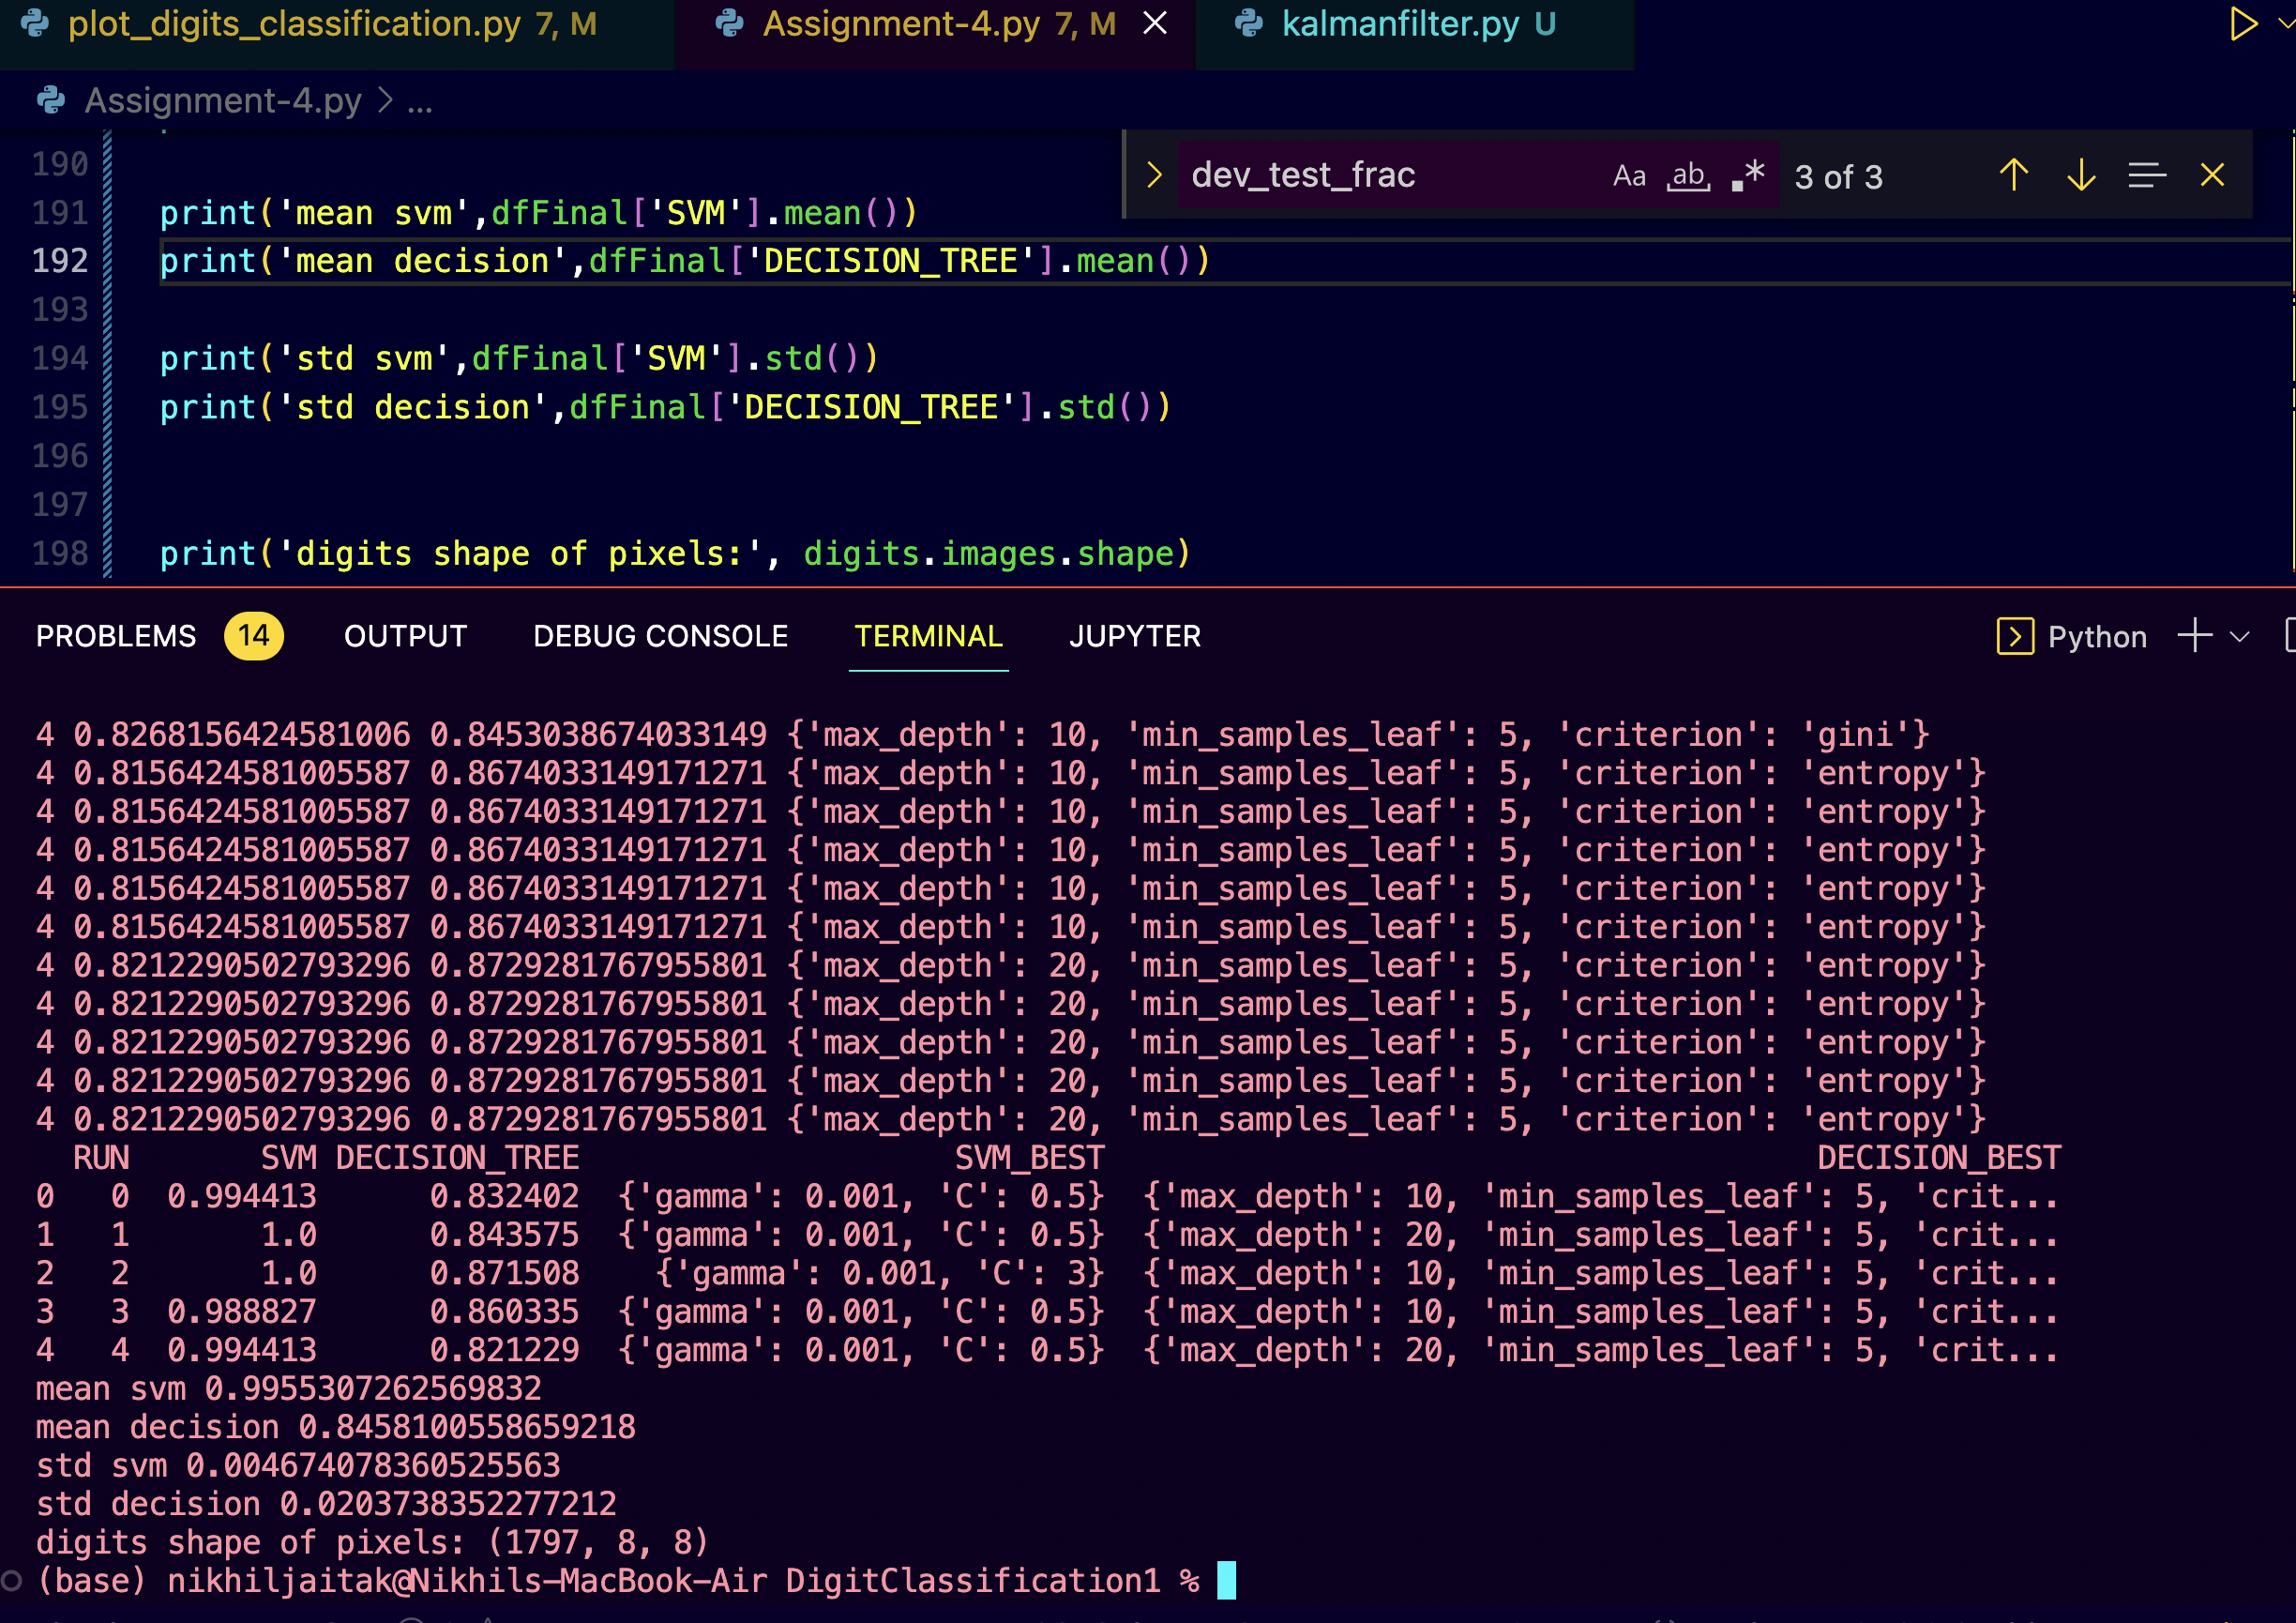 plot_digits_classification.py 7, M Assignment-4.py 7, M kalmanfilter.py U
Assignment-4.py > ...
dev_test_frac Aa ab .* 3 of 3
190
191 print('mean svm',dfFinal['SVM'].mean())
192 print('mean decision',dfFinal['DECISION_TREE'].mean())
193
194 print('std svm',dfFinal['SVM'].std())
195 print('std decision',dfFinal['DECISION_TREE'].std())
196
197
198 print('digits shape of pixels:', digits.images.shape)
PROBLEMS 14 OUTPUT DEBUG CONSOLE TERMINAL JUPYTER Python
4 0.8268156424581006 0.8453038674033149 {'max_depth': 10, 'min_samples_leaf': 5, 'criterion': 'gini'}
4 0.8156424581005587 0.8674033149171271 {'max_depth': 10, 'min_samples_leaf': 5, 'criterion': 'entropy'}
4 0.8156424581005587 0.8674033149171271 {'max_depth': 10, 'min_samples_leaf': 5, 'criterion': 'entropy'}
4 0.8156424581005587 0.8674033149171271 {'max_depth': 10, 'min_samples_leaf': 5, 'criterion': 'entropy'}
4 0.8156424581005587 0.8674033149171271 {'max_depth': 10, 'min_samples_leaf': 5, 'criterion': 'entropy'}
4 0.8156424581005587 0.8674033149171271 {'max_depth': 10, 'min_samples_leaf': 5, 'criterion': 'entropy'}
4 0.8212290502793296 0.8729281767955801 {'max_depth': 20, 'min_samples_leaf': 5, 'criterion': 'entropy'}
4 0.8212290502793296 0.8729281767955801 {'max_depth': 20, 'min_samples_leaf': 5, 'criterion': 'entropy'}
4 0.8212290502793296 0.8729281767955801 {'max_depth': 20, 'min_samples_leaf': 5, 'criterion': 'entropy'}
4 0.8212290502793296 0.8729281767955801 {'max_depth': 20, 'min_samples_leaf': 5, 'criterion': 'entropy'}
4 0.8212290502793296 0.8729281767955801 {'max_depth': 20, 'min_samples_leaf': 5, 'criterion': 'entropy'}
RUN SVM DECISION_TREE SVM_BEST DECISION_BEST
0 0 0.994413 0.832402 {'gamma': 0.001, 'C': 0.5} {'max_depth': 10, 'min_samples_leaf': 5, 'crit...
1 1 1.0 0.843575 {'gamma': 0.001, 'C': 0.5} {'max_depth': 20, 'min_samples_leaf': 5, 'crit...
2 2 1.0 0.871508 {'gamma': 0.001, 'C': 3} {'max_depth': 10, 'min_samples_leaf': 5, 'crit...
3 3 0.988827 0.860335 {'gamma': 0.001, 'C': 0.5} {'max_depth': 10, 'min_samples_leaf': 5, 'crit...
4 4 0.994413 0.821229 {'gamma': 0.001, 'C': 0.5} {'max_depth': 20, 'min_samples_leaf': 5, 'crit...
mean svm 0.9955307262569832
mean decision 0.8458100558659218
std svm 0.004674078360525563
std decision 0.0203738352277212
digits shape of pixels: (1797, 8, 8)
(base) nikhiljaitak@Nikhils-MacBook-Air DigitClassification1 %